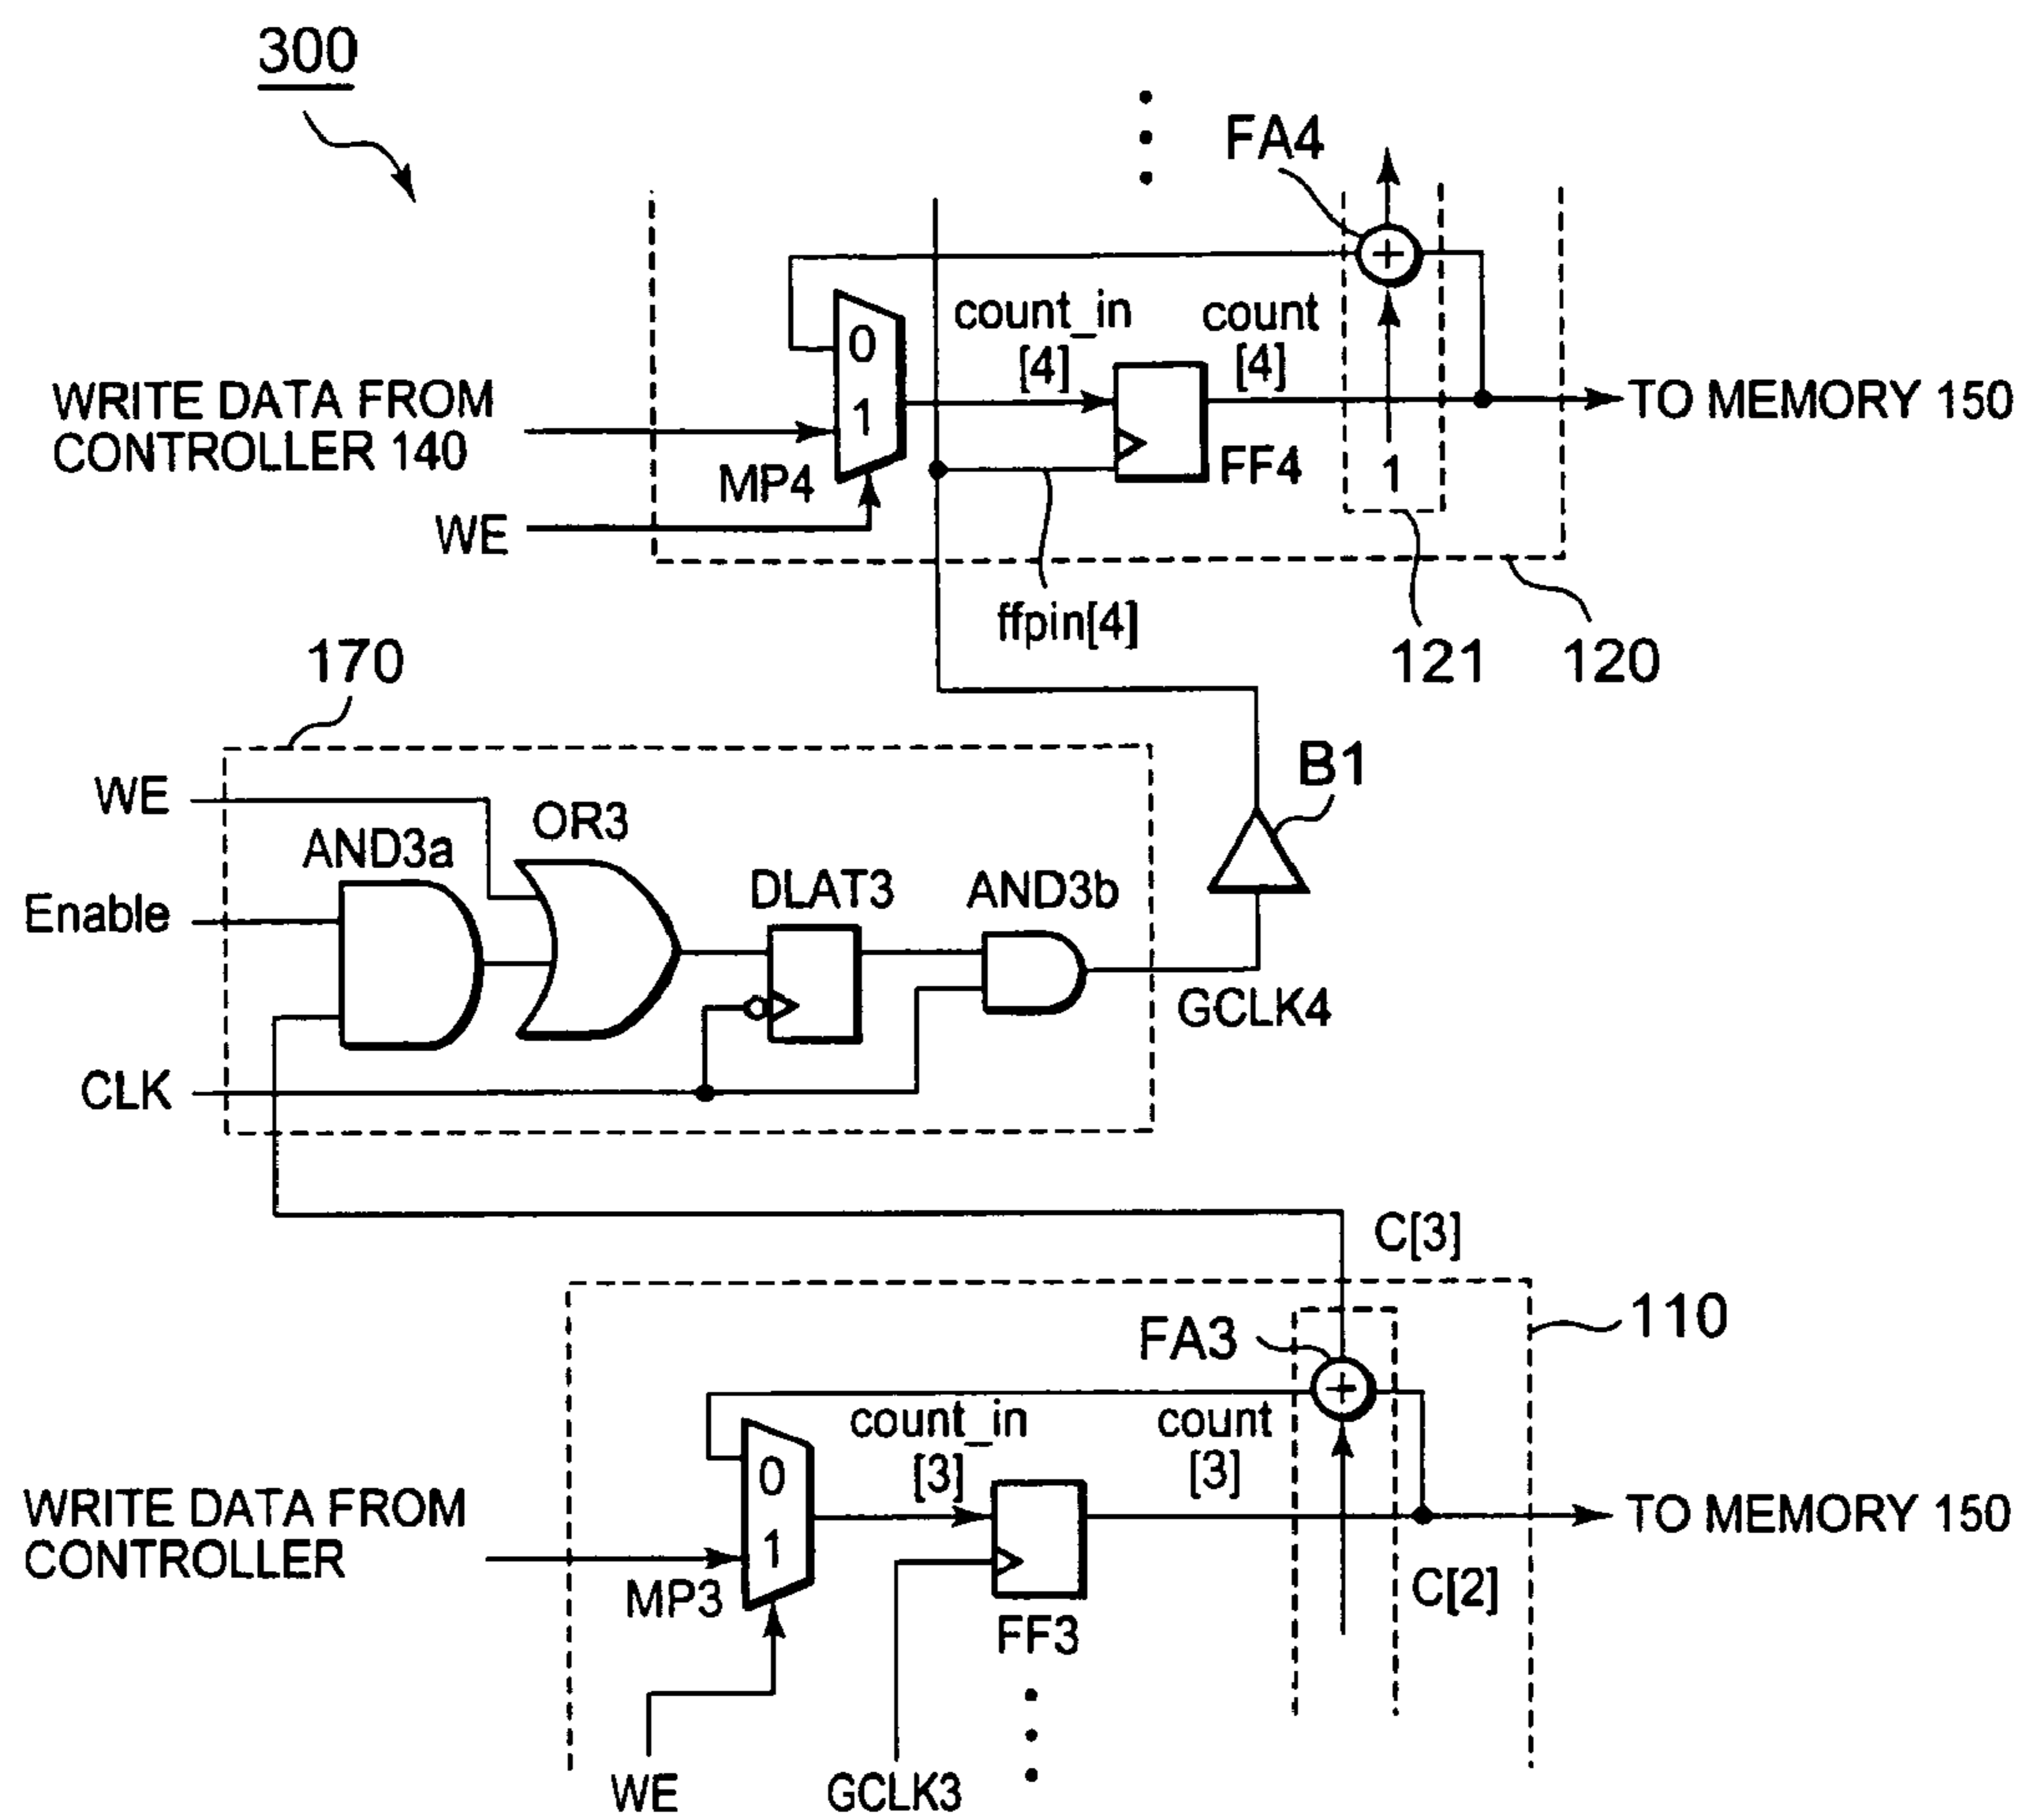 300
FA4
0
count_in
[4]
count
[4]
WRITE DATA FROM
CONTROLLER 140
1
TO MEMORY 150
MP4
FF4
1
WE
ffpin[4]
121
120
170
WE
OR3
B1
AND3a
Enable
DLAT3
AND3b
GCLK4
CLK
C[3]
110
FA3
+
+
0
count_in
[3]
count
[3]
WRITE DATA FROM
CONTROLLER
1
TO MEMORY 150
MP3
C[2]
FF3
WE
GCLK3